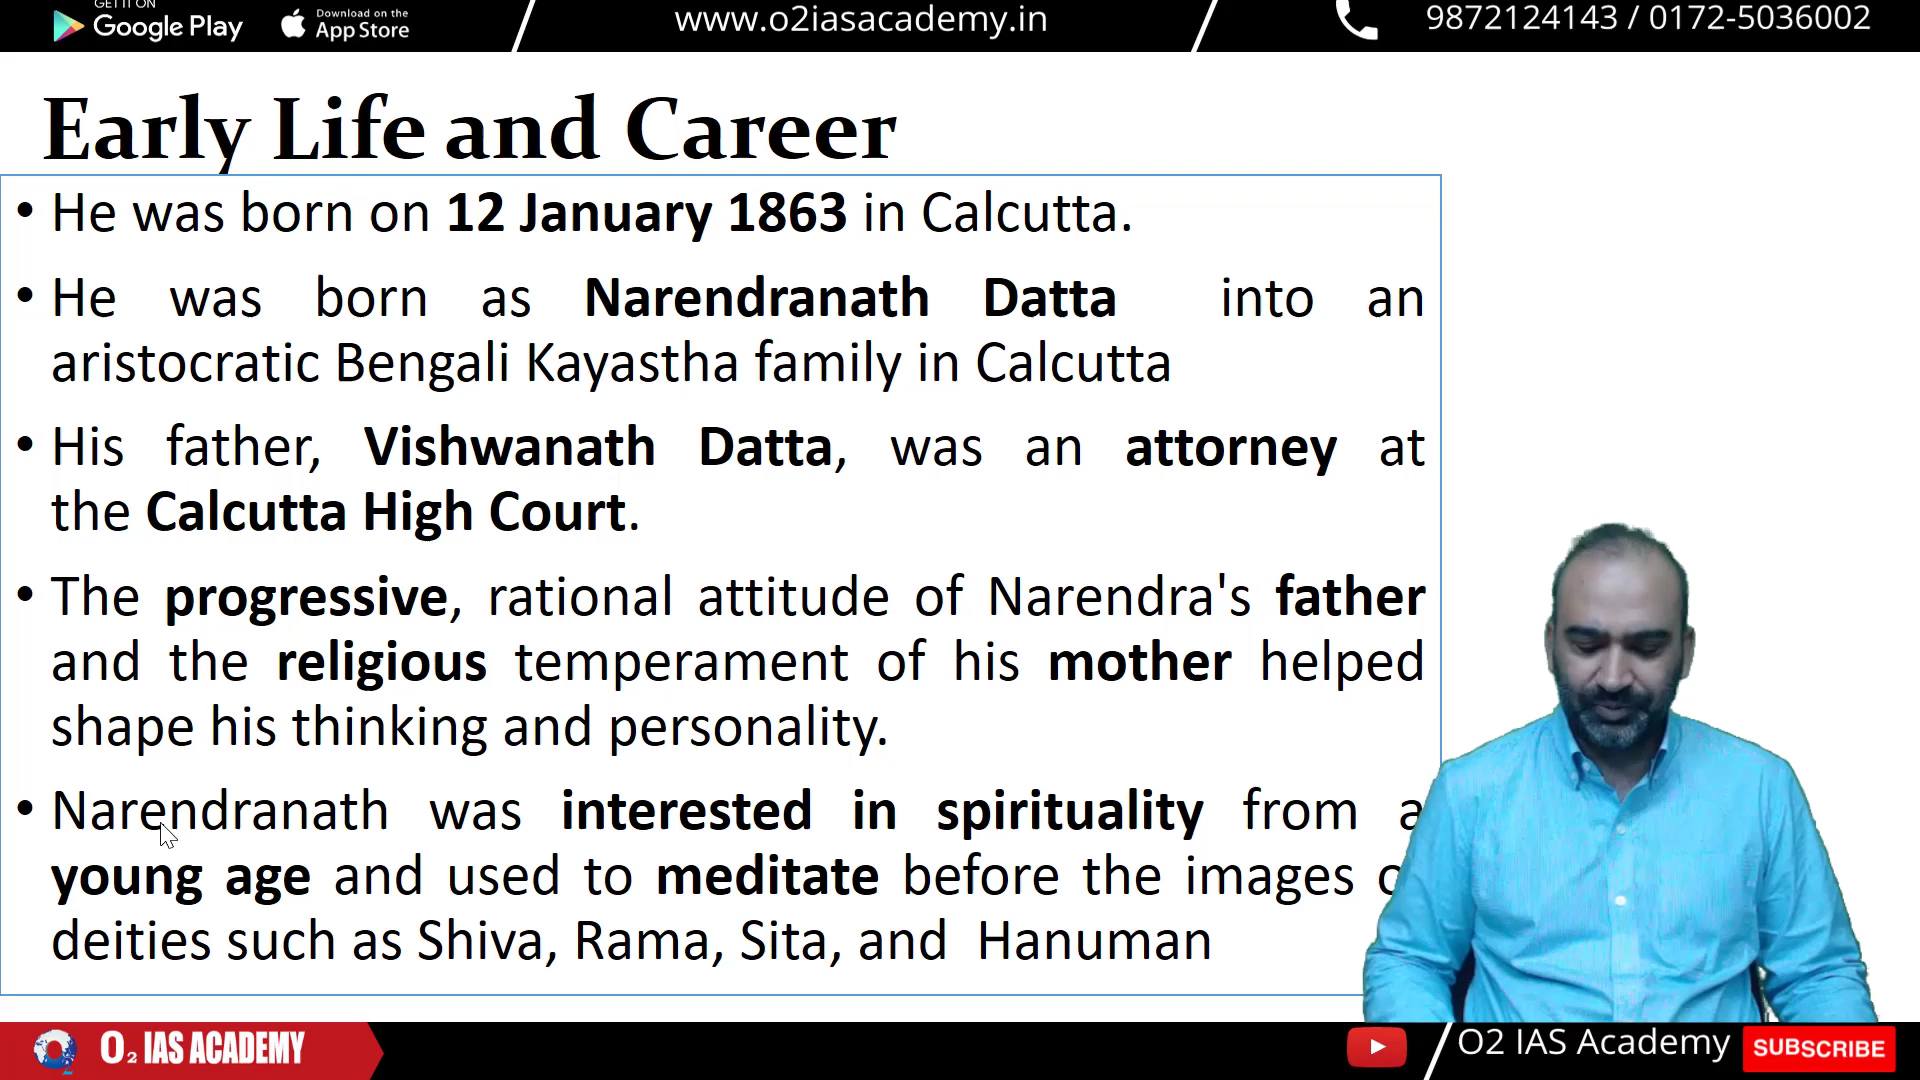 GET IT ON
Google Play
Download on the
App Store
www.o2iasacademy.in
9872124143 / 0172-5036002
Early Life and Career
• He was born on 12 January 1863 in Calcutta.
• He was born as Narendranath Datta into an
aristocratic Bengali Kayastha family in Calcutta
• His father, Vishwanath Datta, was an attorney at
the Calcutta High Court.
• The progressive, rational attitude of Narendra's father
and the religious temperament of his mother helped
shape his thinking and personality.
• Narendranath was interested in spirituality from a
young age and used to meditate before the images
deities such as Shiva, Rama, Sita, and Hanuman
O2 IAS ACADEMY
O2 IAS Academy
SUBSCRIBE